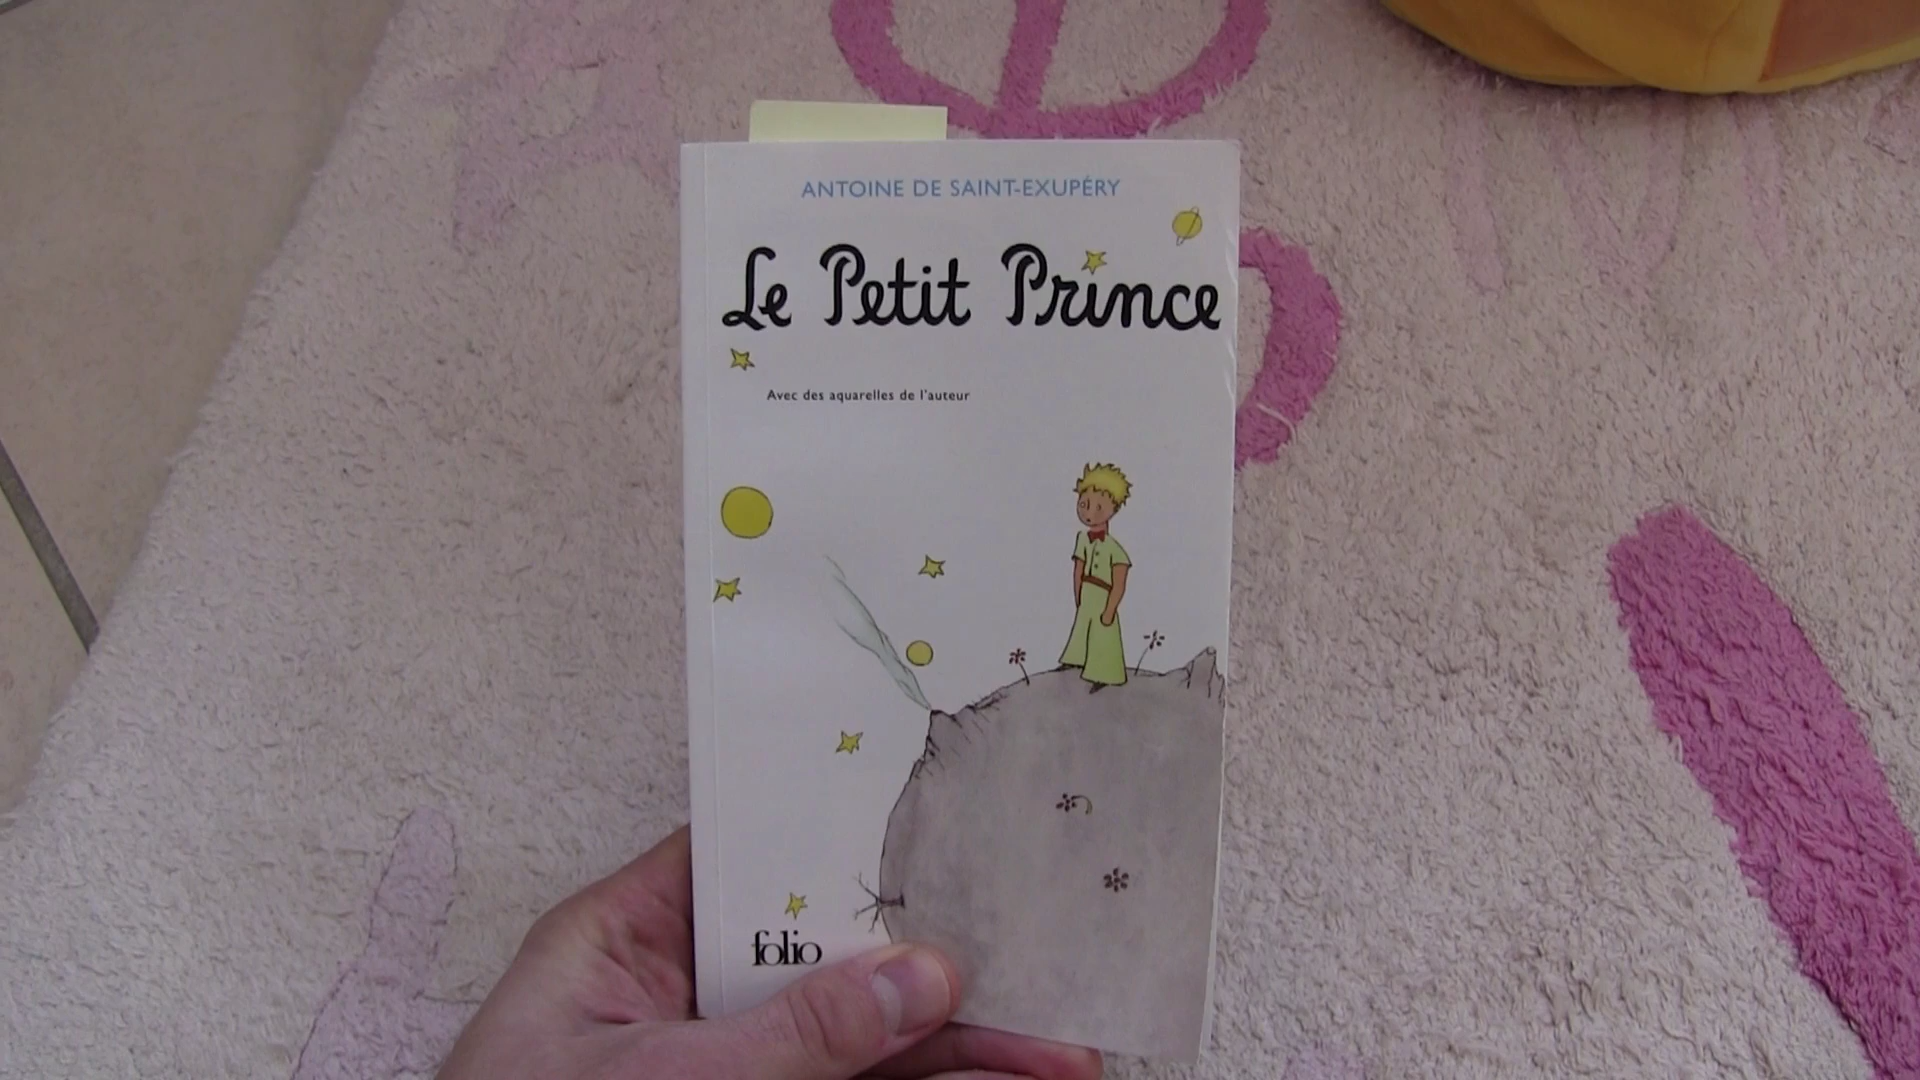 ANTOINE DE SAINT-EXUPÉRY
Le Petit Prince
Avec des aquarelles de l'auteur
folio